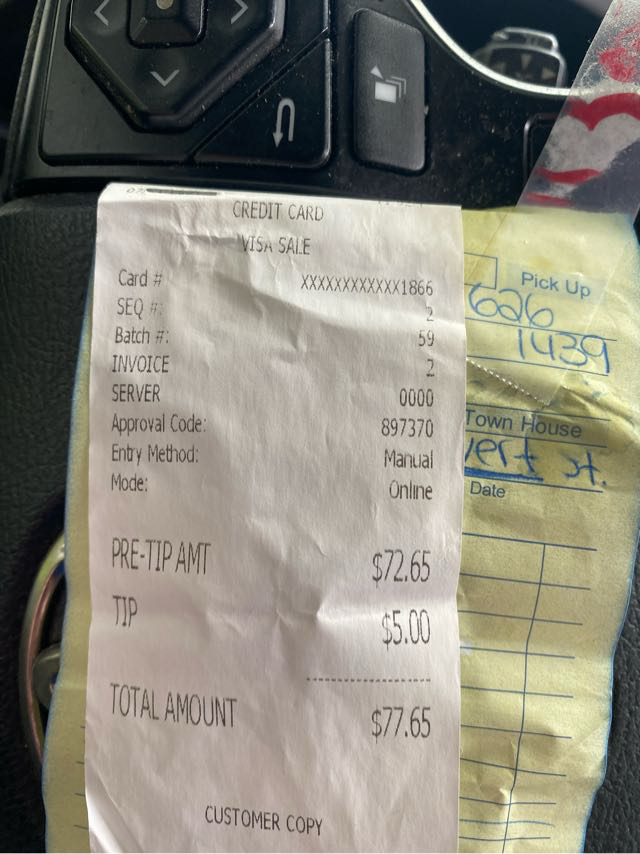 CREDIT CARD
VISA SALE
Card # XXXXXXXXXXXX1866
SEQ #: 2
Batch #: 59
INVOICE 2
SERVER 0000
Approval Code: 897370
Entry Method: Manual
Mode: Online
PRE-TIP AMT $72.65
TIP $5.00
TOTAL AMOUNT $77.65
CUSTOMER COPY
Pick Up
626
1439
Town House
st.
Date